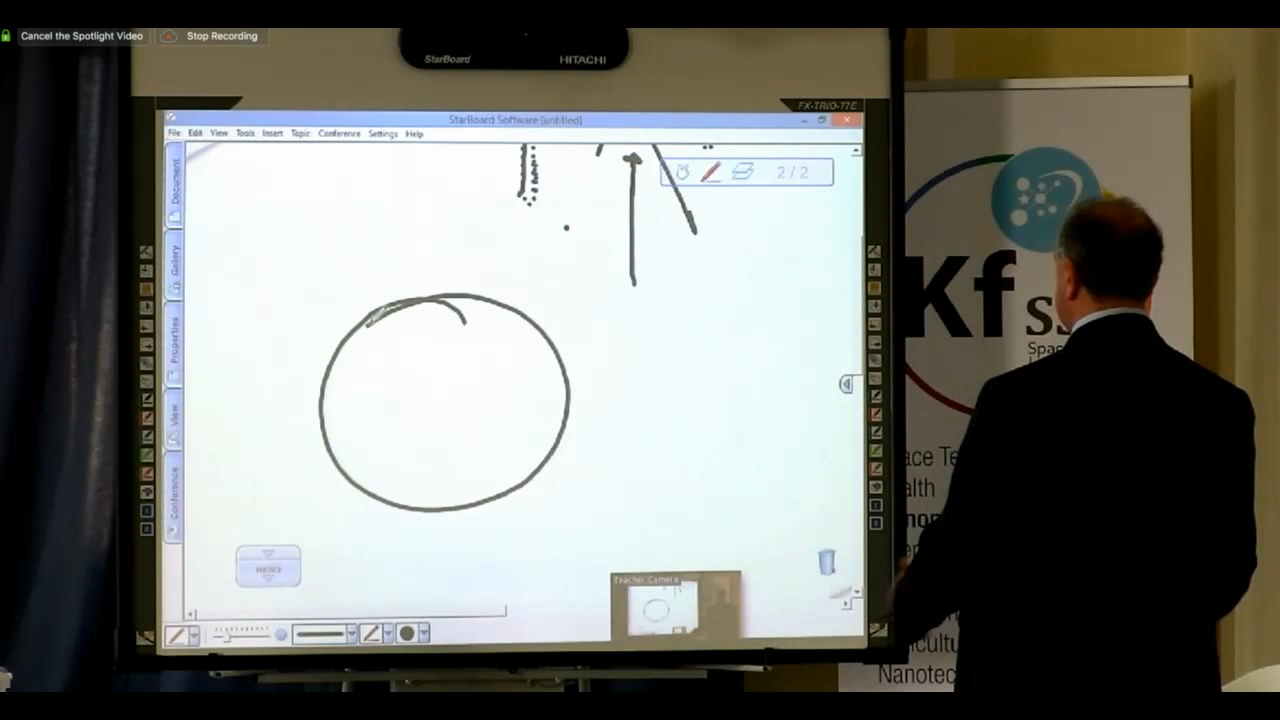 Cancel the Spotlight Video
Stop Recording
StarBoard
HITACHI
FX-TRIO-77E
StarBoard Software [untitled]
File Edit View Tools Insert Topic Conference Settings Help
2 / 2
Document
Gallery
Properties
View
Conference
MENU
Teacher Camera
Kf
ace Te
alth
Nanotec